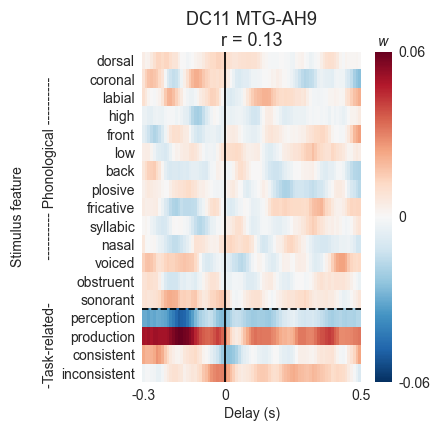 DC11 MTG-AH9
r = 0.13
w
Stimulus feature
-Task-related- ---------- Phonological ----------
dorsal
coronal
labial
high
front
low
back
plosive
fricative
syllabic
nasal
voiced
obstruent
sonorant
perception
production
consistent
inconsistent
0.06
0
-0.06
-0.3 0 0.5
Delay (s)